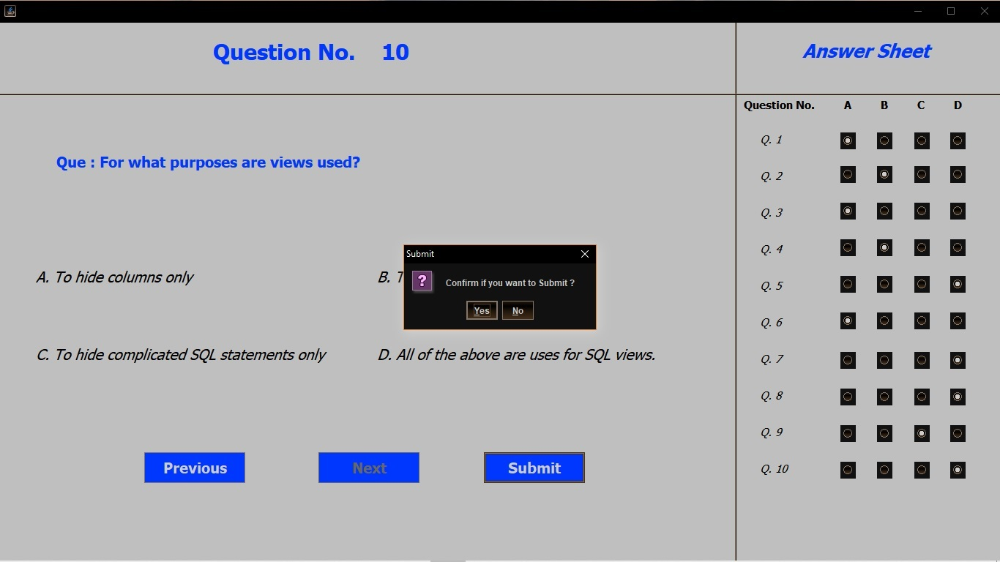 Question No. 10
Answer Sheet
Question No. A B C D
Q. 1
Q. 2
Q. 3
Q. 4
Q. 5
Q. 6
Q. 7
Q. 8
Q. 9
Q. 10
Que : For what purposes are views used?
A. To hide columns only
B.
C. To hide complicated SQL statements only
D. All of the above are uses for SQL views.
Submit
Confirm if you want to Submit ?
Yes No
Previous Next Submit